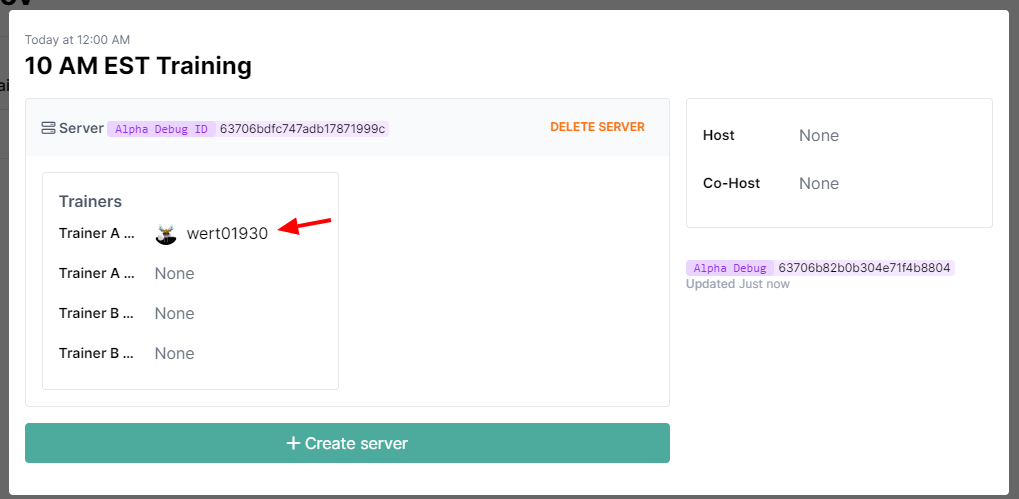 Today at 12:00 AM
10 AM EST Training
Server Alpha Debug ID 63706bdfc747adb17871999c
DELETE SERVER
Trainers
Trainer A ... wert01930
Trainer A ... None
Trainer B ... None
Trainer B ... None
+ Create server
Host None
Co-Host None
Alpha Debug 63706b82b0b304e71f4b8804
Updated Just now